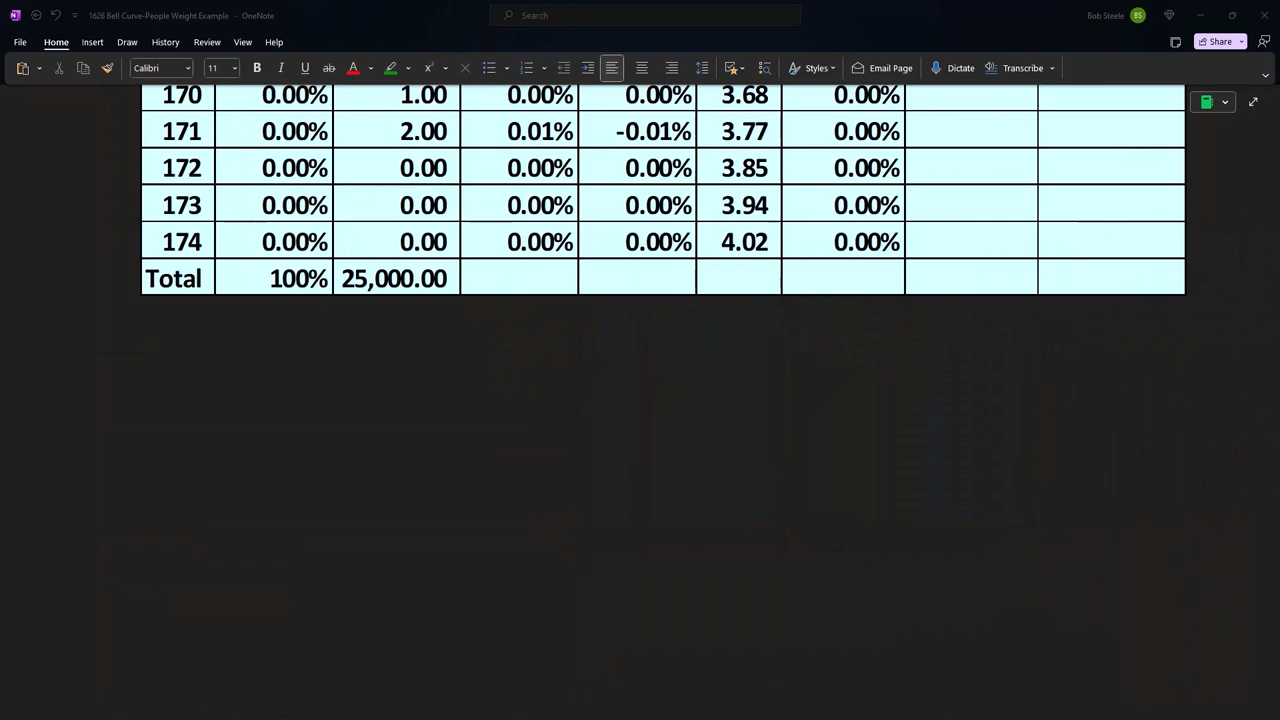 1626 Bell Curve-People Weight Example - OneNote
Search
Bob Steele
BS
File Home Insert Draw History Review View Help
Share
Calibri 11 B I U ab A x Styles Email Page Dictate Transcribe
170 0.00% 1.00 0.00% 0.00% 3.68 0.00%
171 0.00% 2.00 0.01% -0.01% 3.77 0.00%
172 0.00% 0.00 0.00% 0.00% 3.85 0.00%
173 0.00% 0.00 0.00% 0.00% 3.94 0.00%
174 0.00% 0.00 0.00% 0.00% 4.02 0.00%
Total 100% 25,000.00